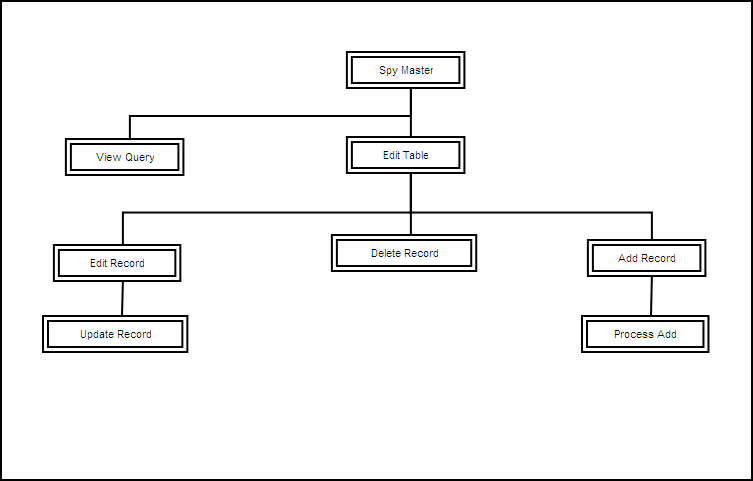 Spy Master
View Query
Edit Table
Edit Record
Delete Record
Add Record
Update Record
Process Add